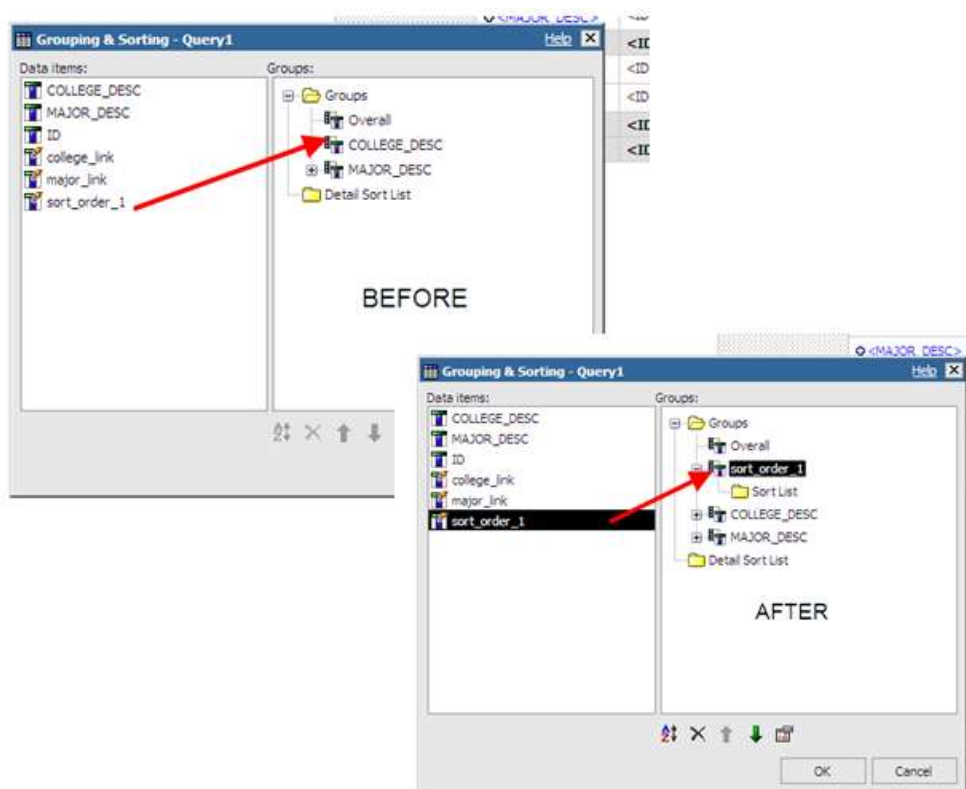 <MAJOR_DESC>
Grouping & Sorting - Query1 Help
Data items: Groups:
COLLEGE_DESC
MAJOR_DESC
ID
college_link
major_link
sort_order_1
Groups
Overall
COLLEGE_DESC
MAJOR_DESC
Detail Sort List
BEFORE
<ID
<ID
<ID
<ID
<ID
<MAJOR_DESC>
Grouping & Sorting - Query1 Help
Data items: Groups:
COLLEGE_DESC
MAJOR_DESC
ID
college_link
major_link
sort_order_1
Groups
Overall
sort_order_1
Sort List
COLLEGE_DESC
MAJOR_DESC
Detail Sort List
AFTER
OK Cancel